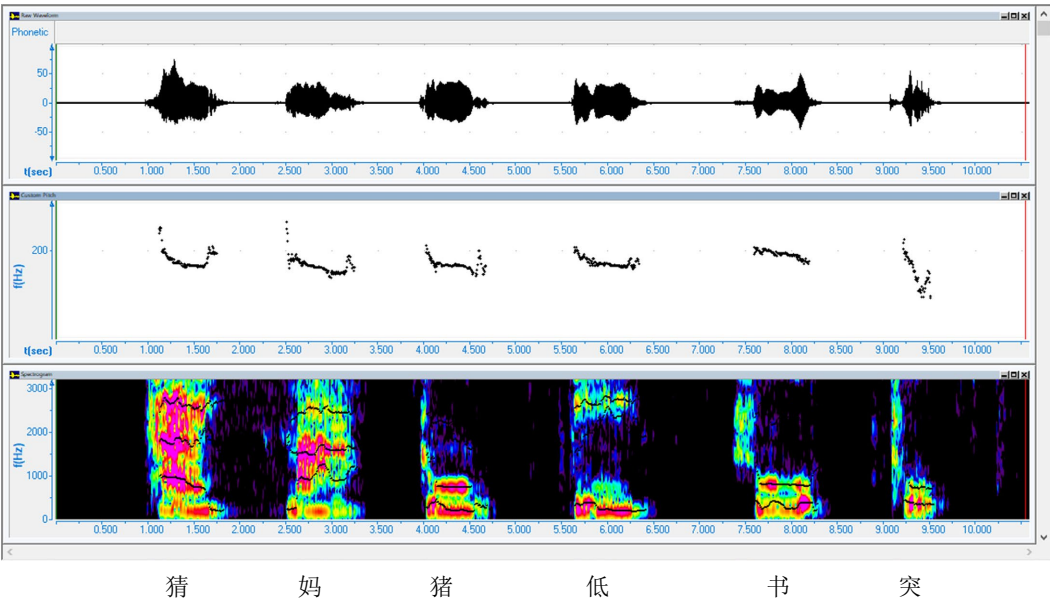 Raw Waveform
Phonetic
50
0
-50
t(sec) 0.500 1.000 1.500 2.000 2.500 3.000 3.500 4.000 4.500 5.000 5.500 6.000 6.500 7.000 7.500 8.000 8.500 9.000 9.500 10.000
Custom Pitch
200
f(Hz)
t(sec) 0.500 1.000 1.500 2.000 2.500 3.000 3.500 4.000 4.500 5.000 5.500 6.000 6.500 7.000 7.500 8.000 8.500 9.000 9.500 10.000
Spectrogram
3000
2000
f(Hz)
1000
0
0.500 1.000 1.500 2.000 2.500 3.000 3.500 4.000 4.500 5.000 5.500 6.000 6.500 7.000 7.500 8.000 8.500 9.000 9.500 10.000
猜 妈 猪 低 书 突